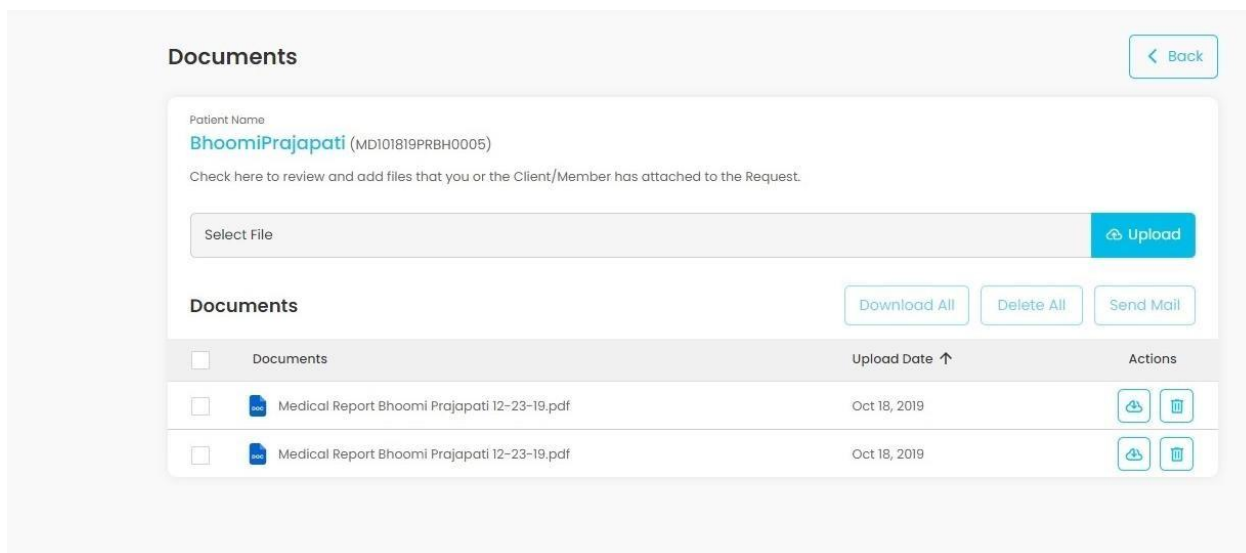 Documents
Back
Patient Name
BhoomiPrajapati (MD101819PRBH0005)
Check here to review and add files that you or the Client/Member has attached to the Request.
Select File
Upload
Documents
Download All
Delete All
Send Mail
Documents
Upload Date
Actions
DOC Medical Report Bhoomi Prajapati 12-23-19.pdf
Oct 18, 2019
DOC Medical Report Bhoomi Prajapati 12-23-19.pdf
Oct 18, 2019